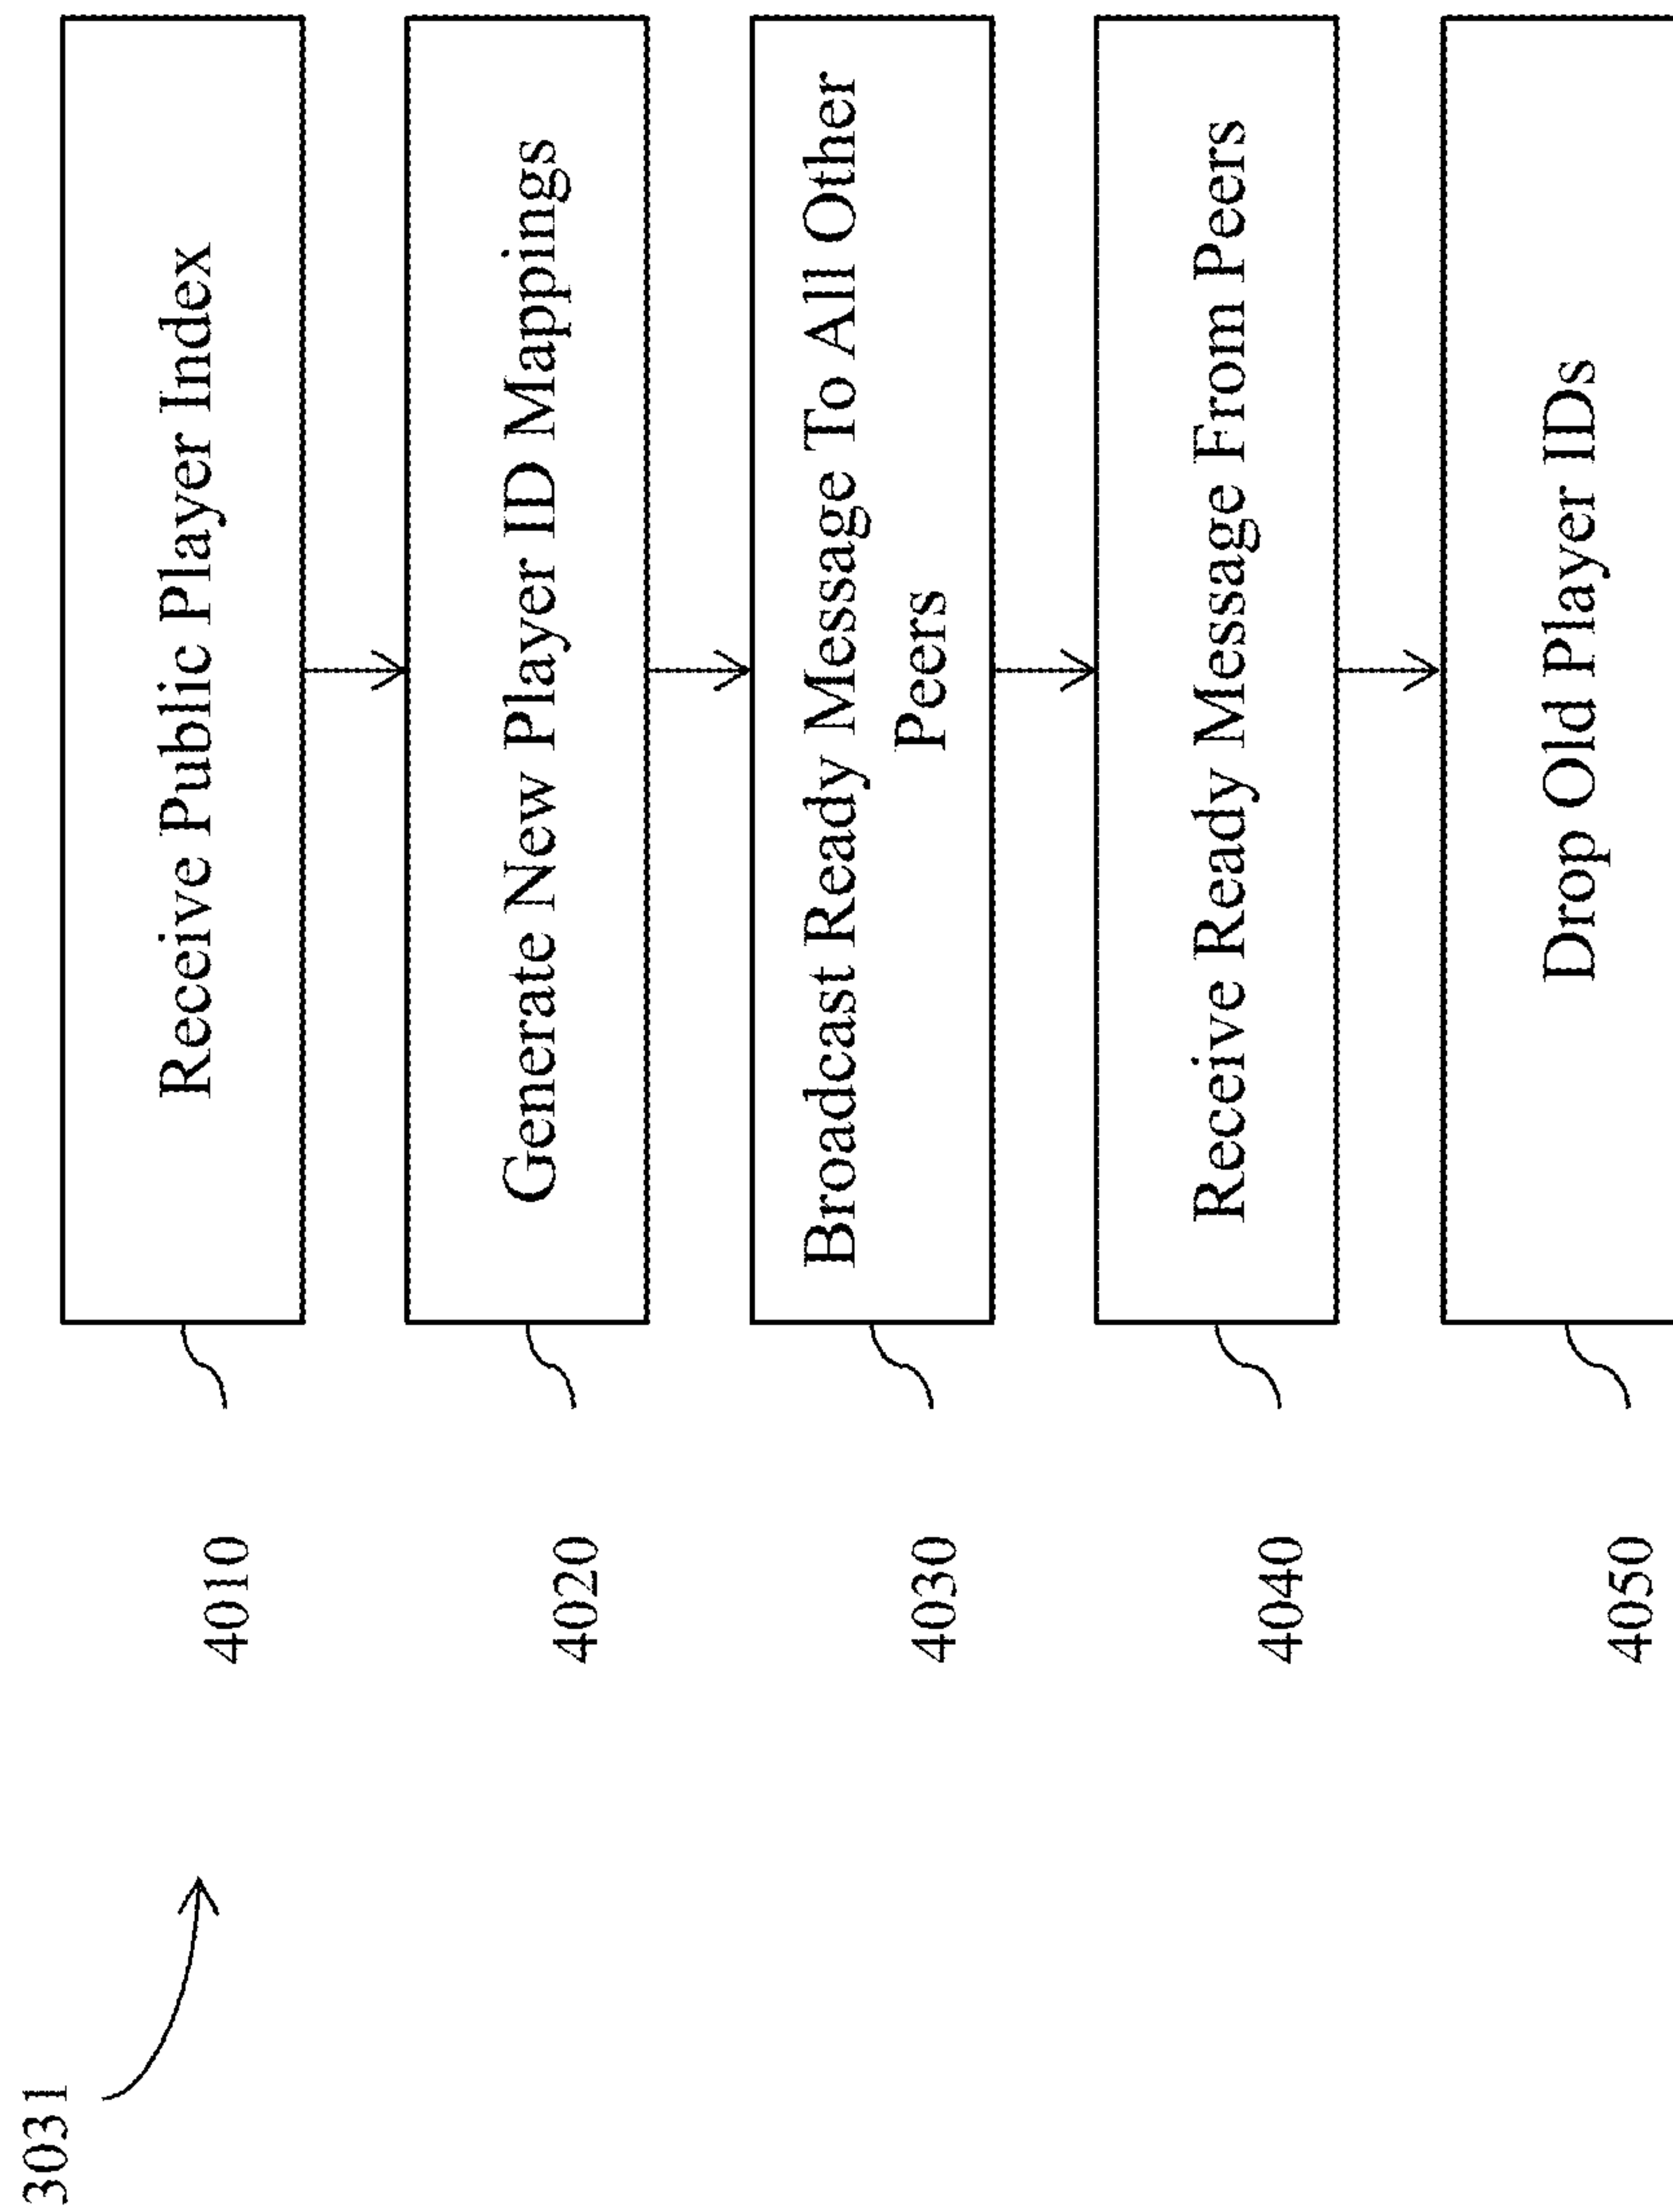 3031
4010
Receive Public Player Index
4020
Generate New Player ID Mappings
4030
Broadcast Ready Message To All Other
Peers
4040
Receive Ready Message From Peers
4050
Drop Old Player IDs